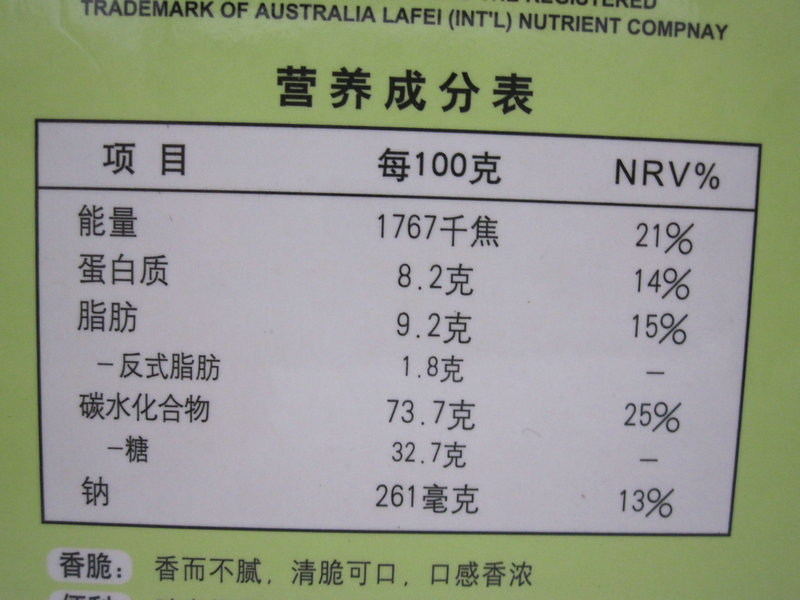 REGISTERED
TRADEMARK OF AUSTRALIA LAFEI (INT'L) NUTRIENT COMPNAY
营养成分表
项 目 每100克 NRV%
能量 1767千焦 21%
蛋白质 8.2克 14%
脂肪 9.2克 15%
－反式脂肪 1.8克 －
碳水化合物 73.7克 25%
－糖 32.7克 －
钠 261毫克 13%
香脆： 香而不腻，清脆可口，口感香浓